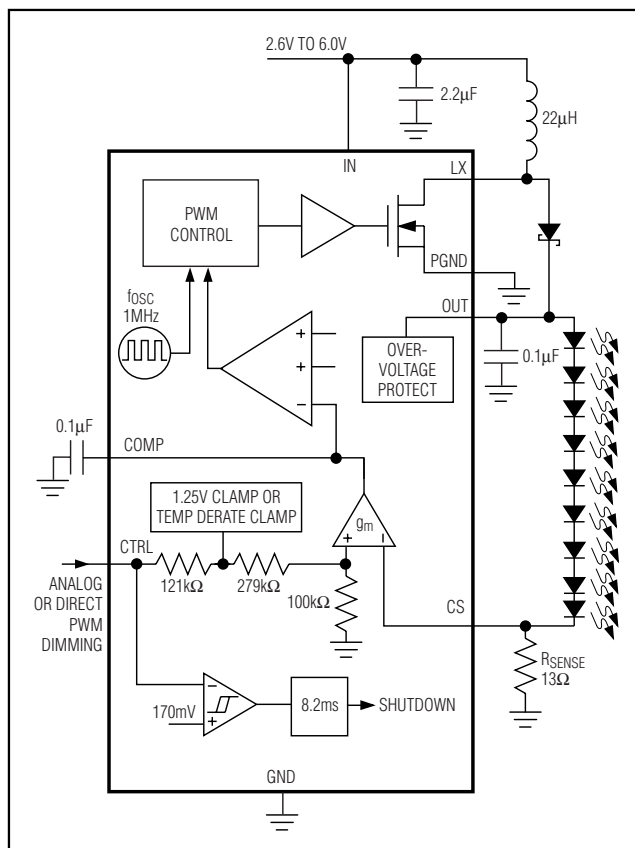 2.6V TO 6.0V
2.2µF
22µH
IN
LX
PWM
CONTROL
PGND
fOSC
1MHz
OUT
+
+
−
OVER-
VOLTAGE
PROTECT
0.1µF
0.1µF
COMP
1.25V CLAMP OR
TEMP DERATE CLAMP
gm
+ −
CTRL
121kΩ
279kΩ
ANALOG
OR DIRECT
PWM
DIMMING
100kΩ
CS
RSENSE
13Ω
−
170mV
+
8.2ms
SHUTDOWN
GND